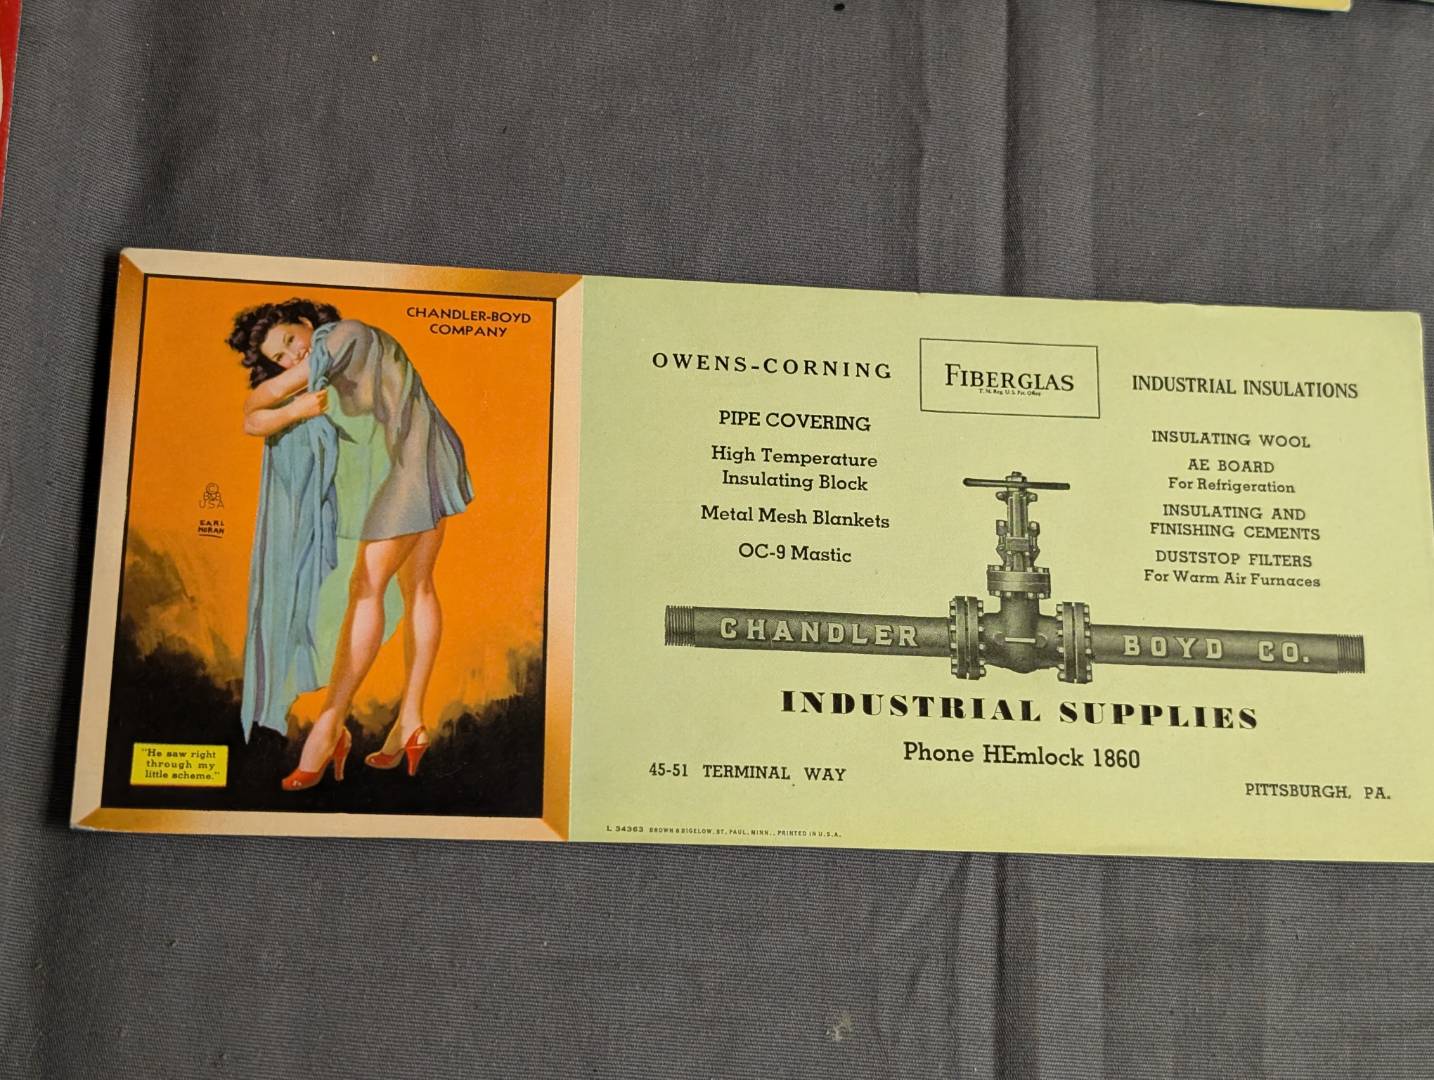 CHANDLER-BOYD
COMPANY
USA
EARL
MORAN
"He saw right
through my
little scheme."
OWENS-CORNING
FIBERGLAS
T. M. Reg. U. S. Pat. Office
INDUSTRIAL INSULATIONS
PIPE COVERING
High Temperature
Insulating Block
Metal Mesh Blankets
OC-9 Mastic
INSULATING WOOL
AE BOARD
For Refrigeration
INSULATING AND
FINISHING CEMENTS
DUSTSTOP FILTERS
For Warm Air Furnaces
CHANDLER BOYD CO.
INDUSTRIAL SUPPLIES
Phone HEmlock 1860
45-51 TERMINAL WAY
PITTSBURGH, PA.
L 34363 BROWN & BIGELOW, ST. PAUL, MINN., PRINTED IN U.S.A.